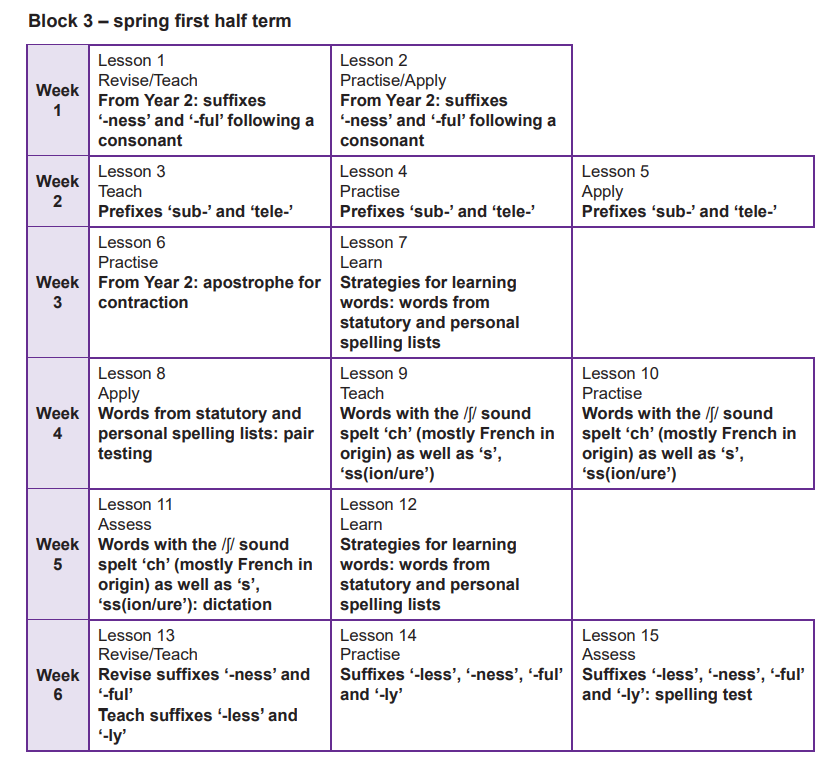 Block 3 – spring first half term
Week
1
Lesson 1
Revise/Teach
From Year 2: suffixes
‘-ness’ and ‘-ful’ following a
consonant
Lesson 2
Practise/Apply
From Year 2: suffixes
‘-ness’ and ‘-ful’ following a
consonant
Week
2
Lesson 3
Teach
Prefixes ‘sub-’ and ‘tele-’
Lesson 4
Practise
Prefixes ‘sub-’ and ‘tele-’
Lesson 5
Apply
Prefixes ‘sub-’ and ‘tele-’
Week
3
Lesson 6
Practise
From Year 2: apostrophe for
contraction
Lesson 7
Learn
Strategies for learning
words: words from
statutory and personal
spelling lists
Week
4
Lesson 8
Apply
Words from statutory and
personal spelling lists: pair
testing
Lesson 9
Teach
Words with the /ʃ/ sound
spelt ‘ch’ (mostly French in
origin) as well as ‘s’,
‘ss(ion/ure’)
Lesson 10
Practise
Words with the /ʃ/ sound
spelt ‘ch’ (mostly French in
origin) as well as ‘s’,
‘ss(ion/ure’)
Week
5
Lesson 11
Assess
Words with the /ʃ/ sound
spelt ‘ch’ (mostly French in
origin) as well as ‘s’,
‘ss(ion/ure’): dictation
Lesson 12
Learn
Strategies for learning
words: words from
statutory and personal
spelling lists
Week
6
Lesson 13
Revise/Teach
Revise suffixes ‘-ness’ and
‘-ful’
Teach suffixes ‘-less’ and
‘-ly’
Lesson 14
Practise
Suffixes ‘-less’, ‘-ness’, ‘-ful’
and ‘-ly’
Lesson 15
Assess
Suffixes ‘-less’, ‘-ness’, ‘-ful’
and ‘-ly’: spelling test